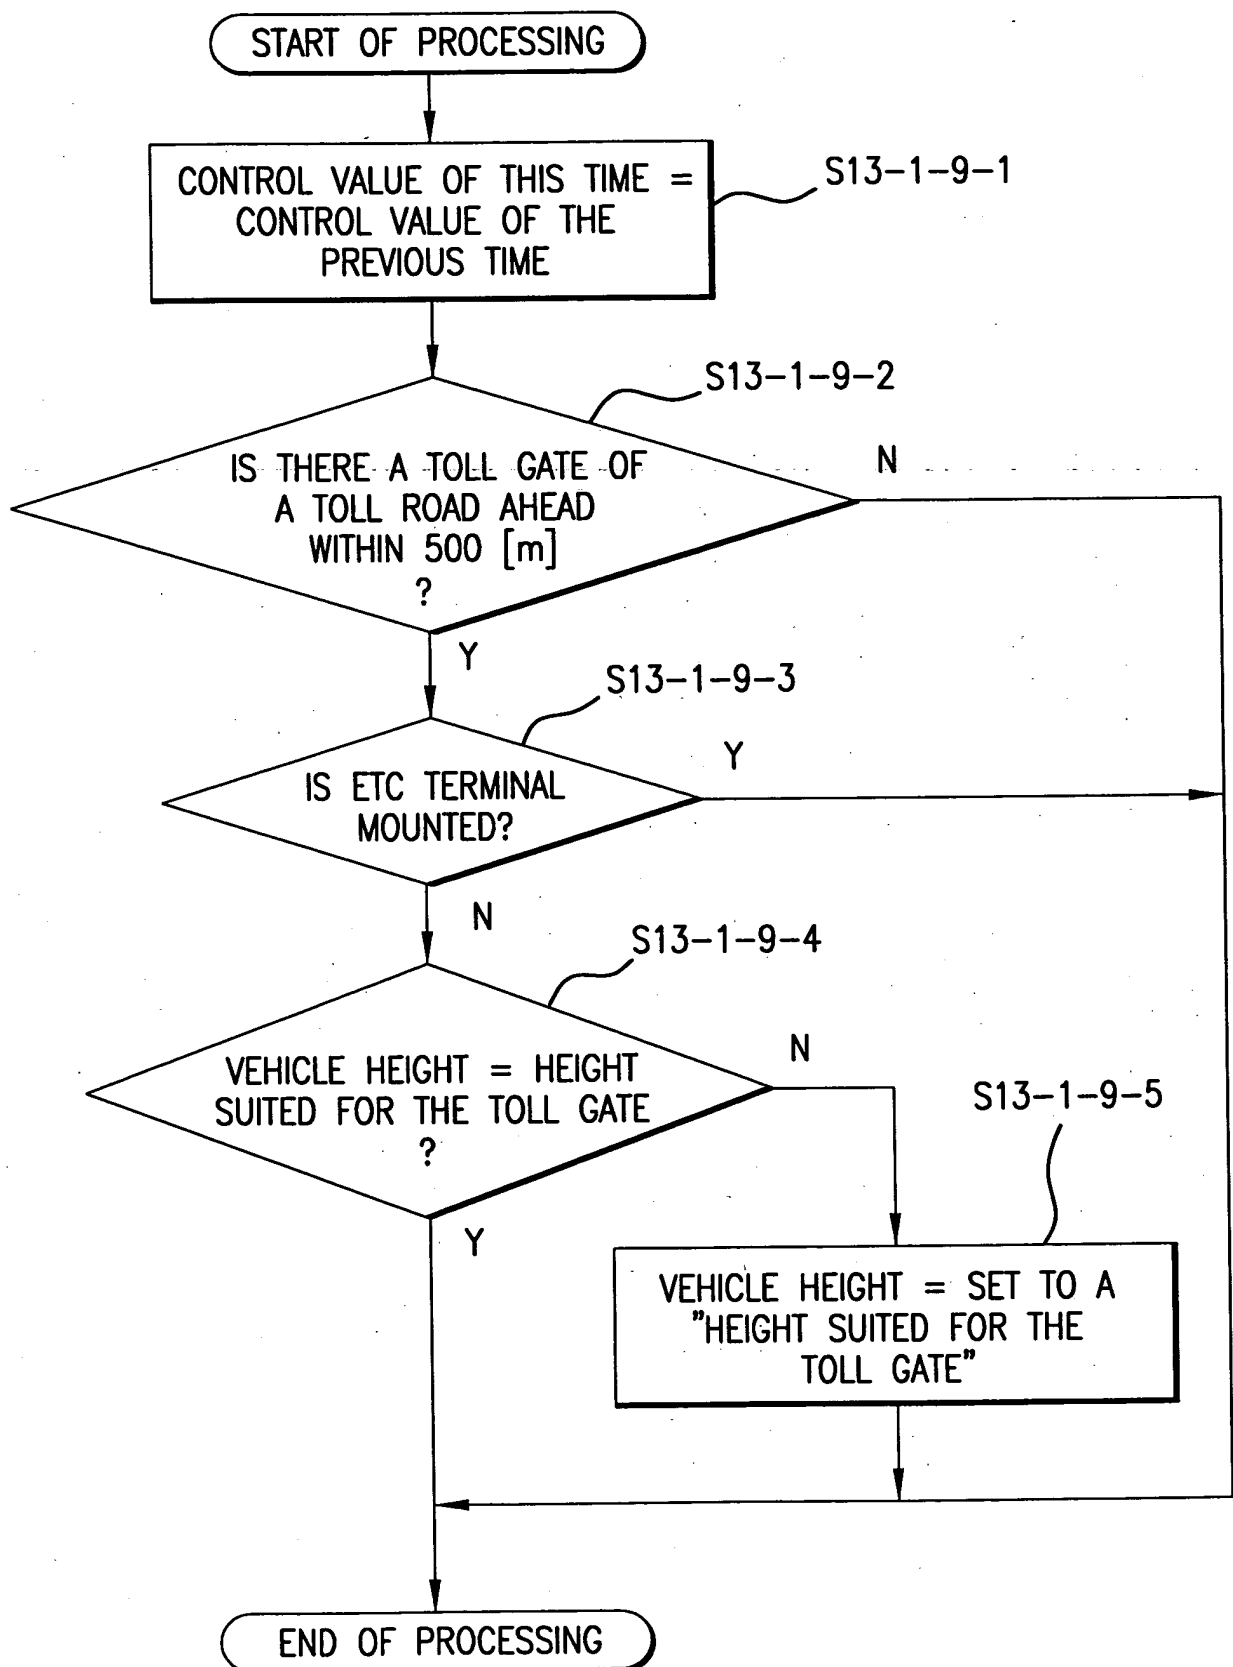 START OF PROCESSING
CONTROL VALUE OF THIS TIME =
CONTROL VALUE OF THE
PREVIOUS TIME
S13-1-9-1
S13-1-9-2
IS THERE A TOLL GATE OF
A TOLL ROAD AHEAD
WITHIN 500 [m]
?
N
Y
S13-1-9-3
IS ETC TERMINAL
MOUNTED?
Y
N
S13-1-9-4
VEHICLE HEIGHT = HEIGHT
SUITED FOR THE TOLL GATE
?
N
Y
S13-1-9-5
VEHICLE HEIGHT = SET TO A
"HEIGHT SUITED FOR THE
TOLL GATE"
END OF PROCESSING